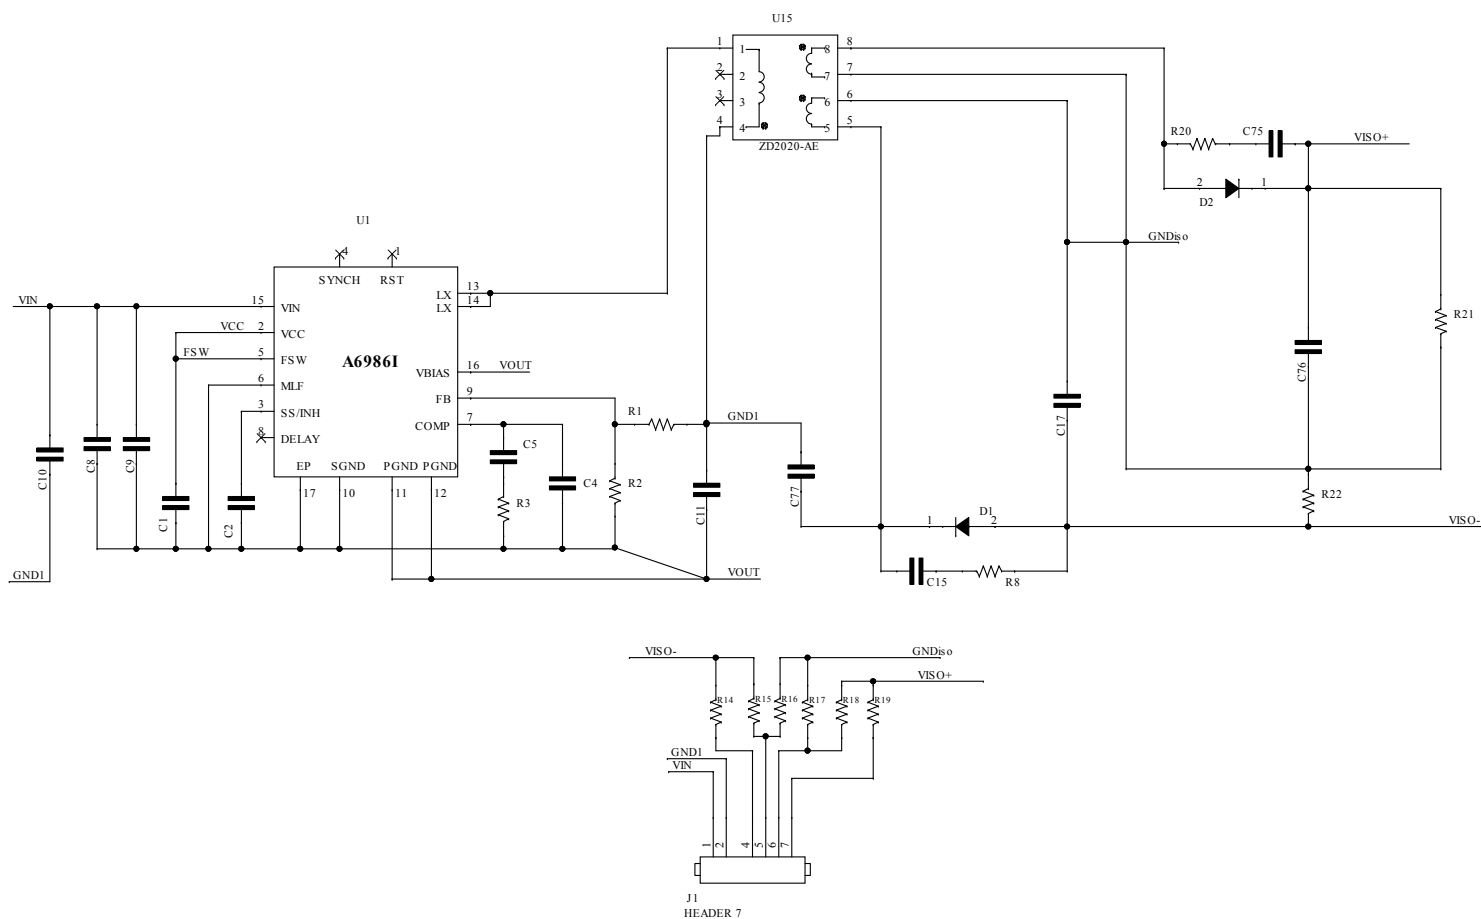 U15
1
2
3
4
1
2
3
4
8
7
6
5
8
7
6
5
ZD2020-AE
R20
C75
VISO+
2
1
D2
GNDiso
R21
C76
C17
R22
VISO-
U1
4
1
SYNCH
RST
VIN
15
VIN
VCC
2
VCC
FSW
5
FSW
6
MLF
3
SS/INH
8
DELAY
A6986I
LX
13
LX
14
VBIAS
16
VOUT
FB
9
COMP
7
EP
SGND
PGND
PGND
17
10
11
12
C10
C8
C9
C1
C2
GND1
C5
R3
C4
R1
R2
GND1
C11
C77
VOUT
1
D1
2
C15
R8
VISO-
GNDiso
VISO+
R14
R15
R16
R17
R18
R19
GND1
VIN
1
2
4
5
6
7
J1
HEADER 7